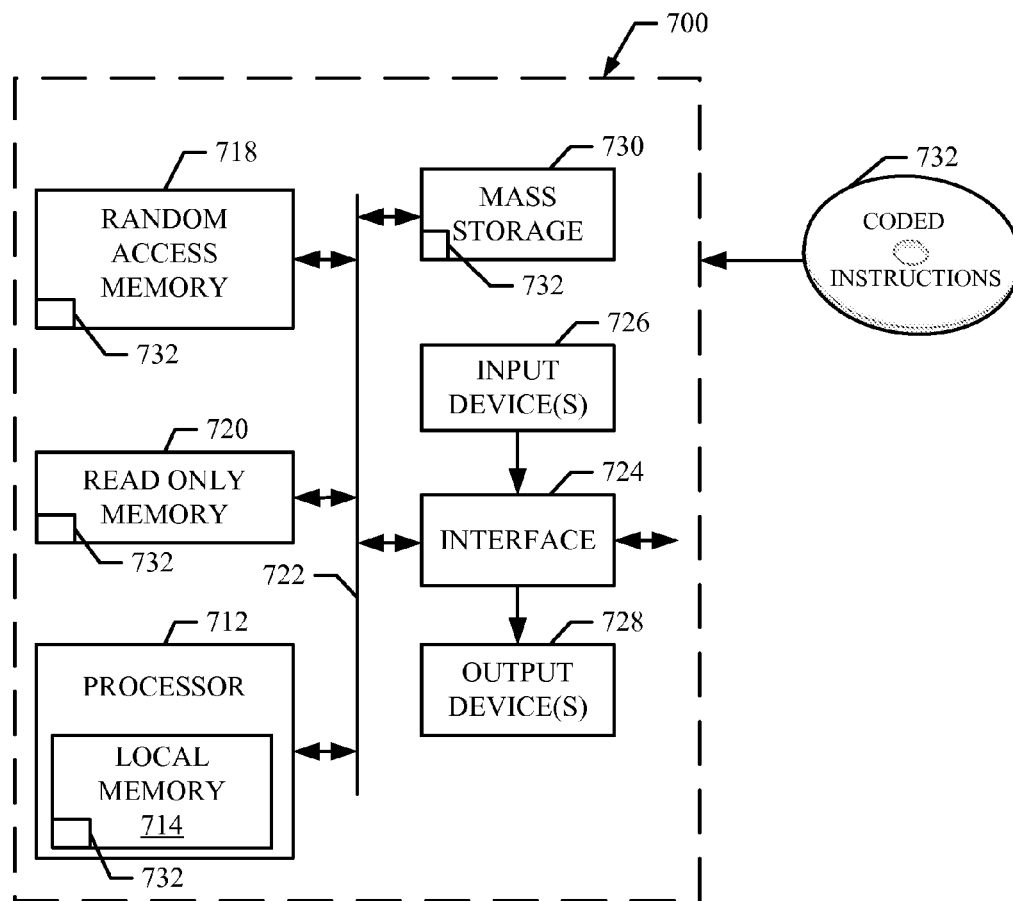 700
718
RANDOM
ACCESS
MEMORY
732
730
MASS
STORAGE
732
732
CODED
INSTRUCTIONS
726
INPUT
DEVICE(S)
720
READ ONLY
MEMORY
732
724
INTERFACE
722
712
PROCESSOR
LOCAL
MEMORY
714
732
728
OUTPUT
DEVICE(S)